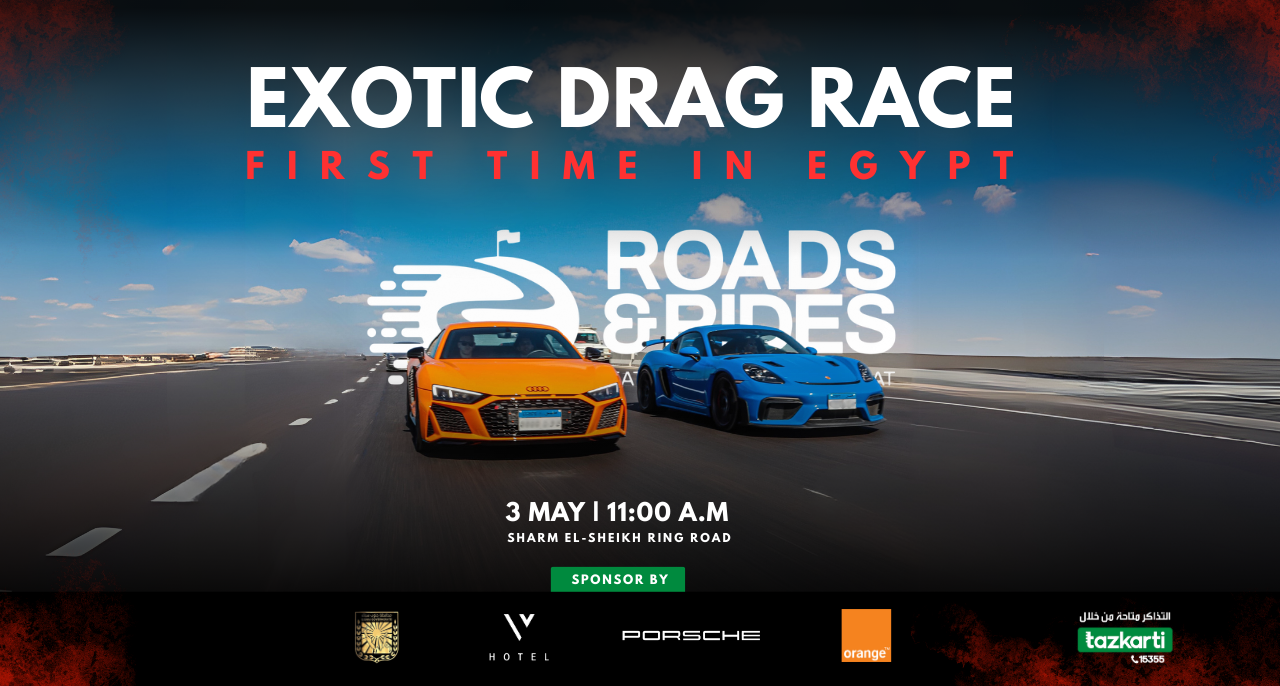 EXOTIC DRAG RACE
FIRST TIME IN EGYPT
ROADS
&RIDES
3 MAY | 11:00 A.M
SHARM EL-SHEIKH RING ROAD
SPONSOR BY
V
HOTEL
PORSCHE
orange™
التذاكر متاحة من خلال
tazkarti
15355